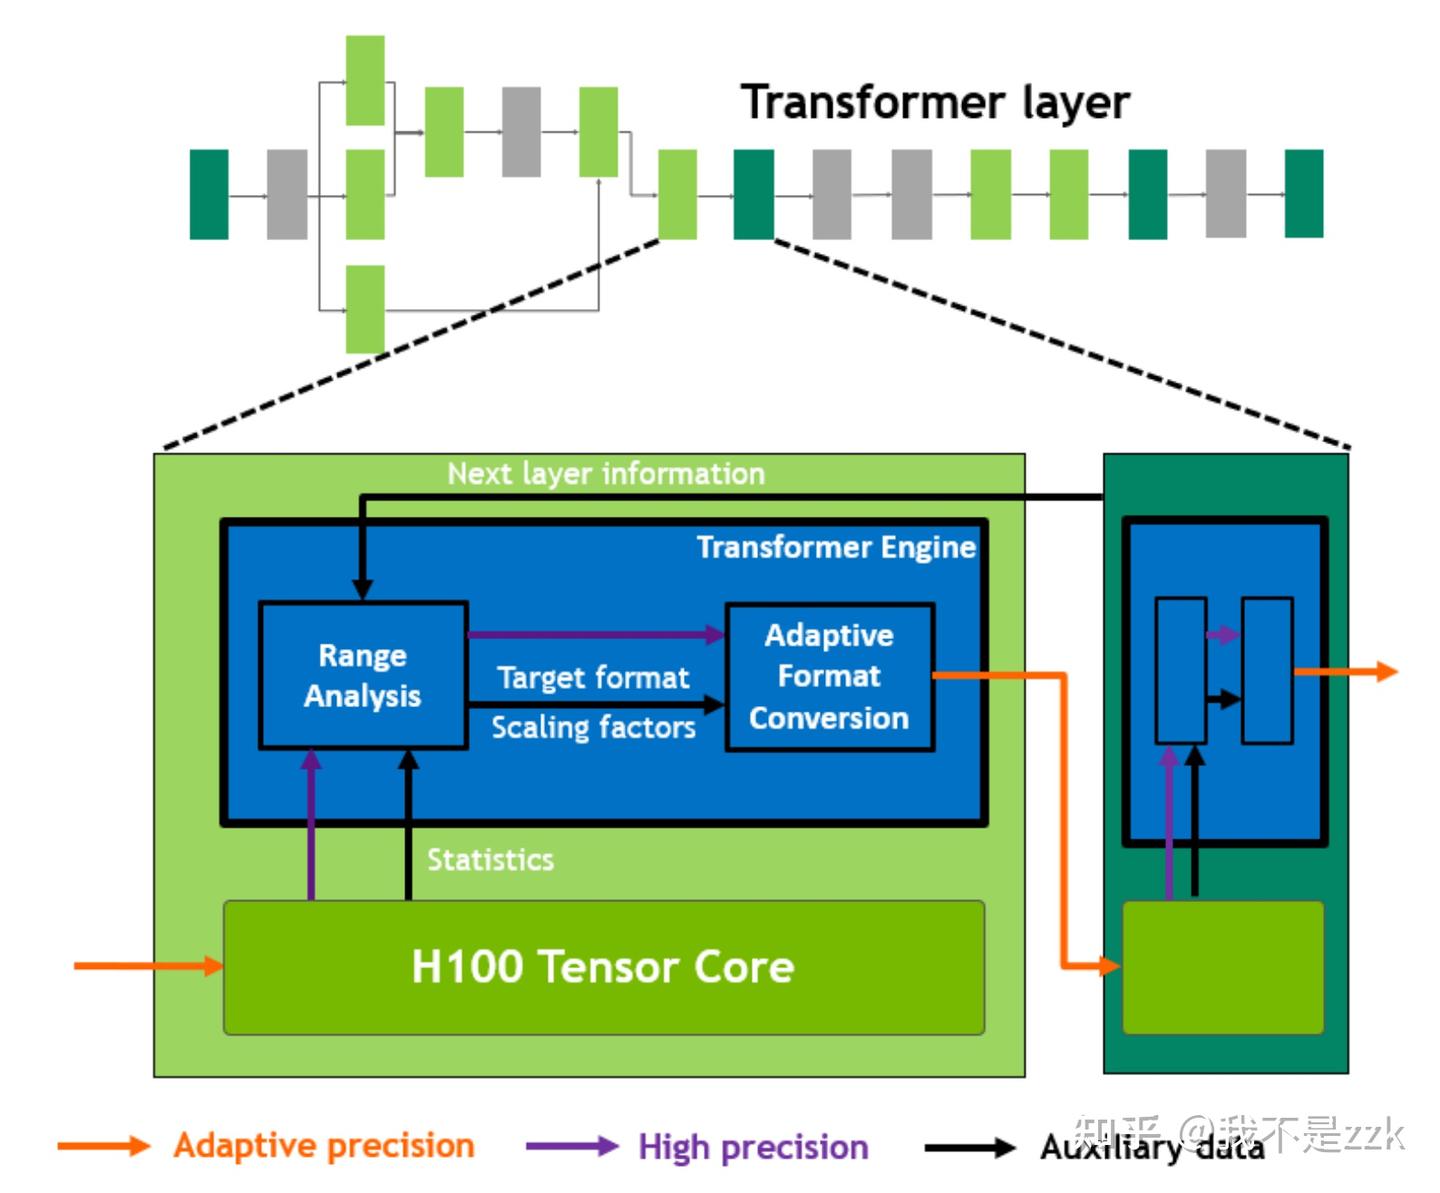 Transformer layer
Next layer information
Transformer Engine
Range
Analysis
Target format
Scaling factors
Adaptive
Format
Conversion
Statistics
H100 Tensor Core
Adaptive precision
High precision
Auxiliary data
知乎 @我不是zzk